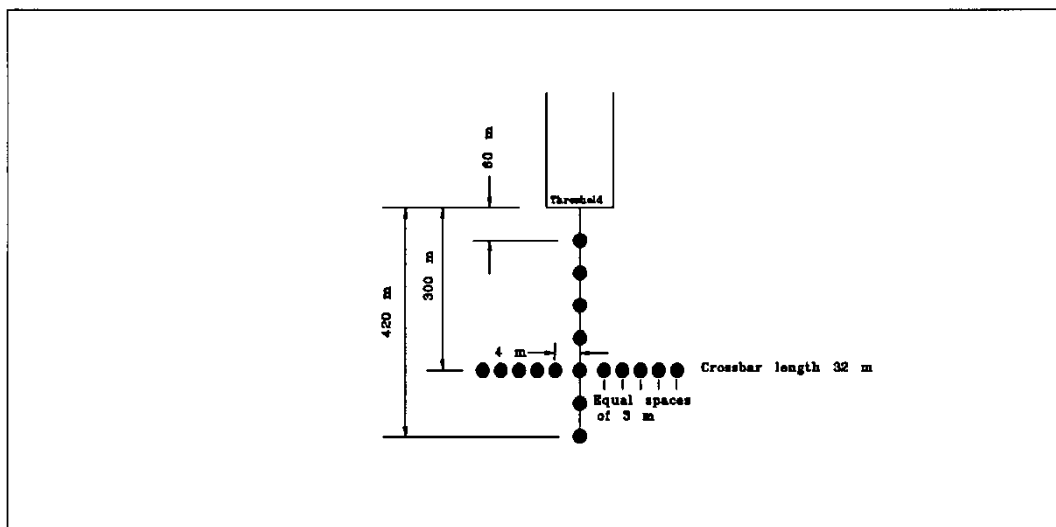 60 m
Threshold
300 m
420 m
4 m
Crossbar length 32 m
Equal spaces
of 3 m